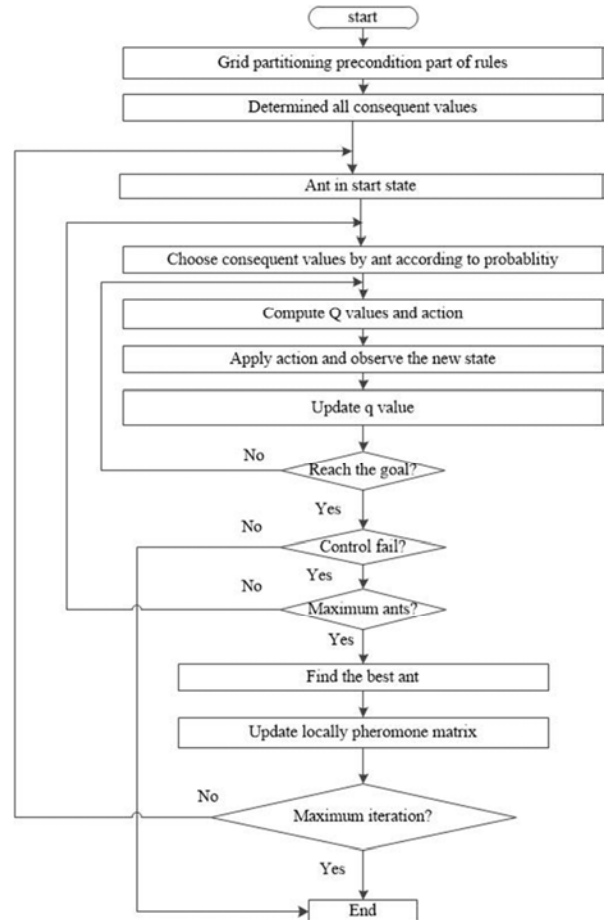 start
Grid partitioning precondition part of rules
Determined all consequent values
Ant in start state
Choose consequent values by ant according to probablitiy
Compute Q values and action
Apply action and observe the new state
Update q value
No
Reach the goal?
Yes
No
Control fail?
Yes
No
Maximum ants?
Yes
Find the best ant
Update locally pheromone matrix
No
Maximum iteration?
Yes
End